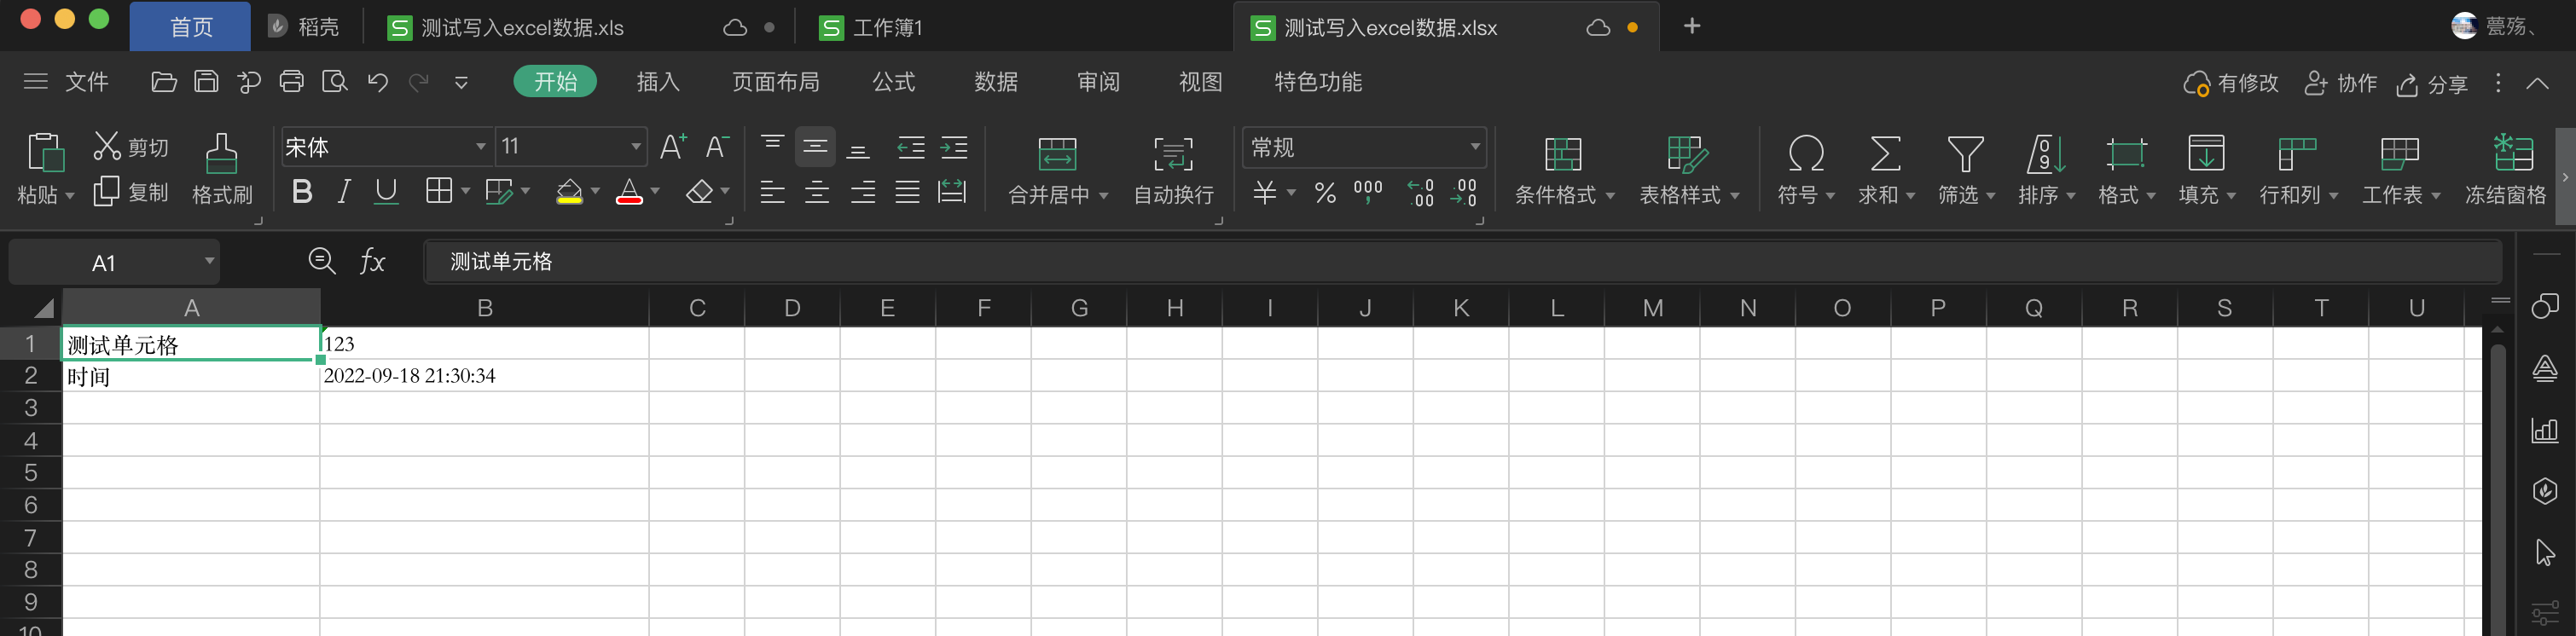 首页 稻壳 测试写入excel数据.xls 工作簿1 测试写入excel数据.xlsx 甍殇、
文件 开始 插入 页面布局 公式 数据 审阅 视图 特色功能 有修改 协作 分享
宋体 11 常规
剪切
粘贴 复制 格式刷 合并居中 自动换行 条件格式 表格样式 符号 求和 筛选 排序 格式 填充 行和列 工作表 冻结窗格
A1 fx 测试单元格
A B C D E F G H I J K L M N O P Q R S T U
1 测试单元格 123
2 时间 2022-09-18 21:30:34
3
4
5
6
7
8
9
10